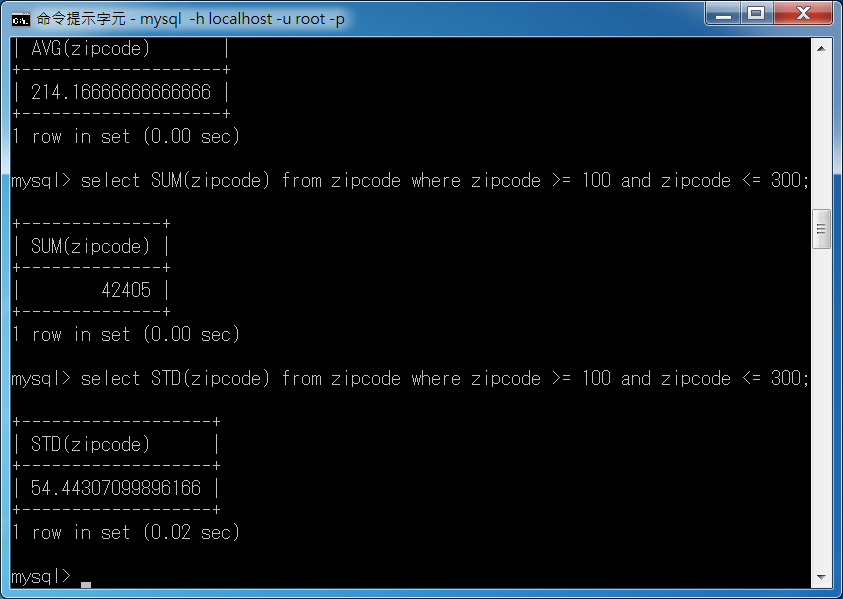 命令提示字元 - mysql -h localhost -u root -p
| AVG(zipcode)       |
+--------------------+
| 214.16666666666666 |
+--------------------+
1 row in set (0.00 sec)
mysql> select SUM(zipcode) from zipcode where zipcode >= 100 and zipcode <= 300;
+--------------+
| SUM(zipcode) |
+--------------+
|        42405 |
+--------------+
1 row in set (0.00 sec)
mysql> select STD(zipcode) from zipcode where zipcode >= 100 and zipcode <= 300;
+-------------------+
| STD(zipcode)      |
+-------------------+
| 54.44307099896166 |
+-------------------+
1 row in set (0.02 sec)
mysql>